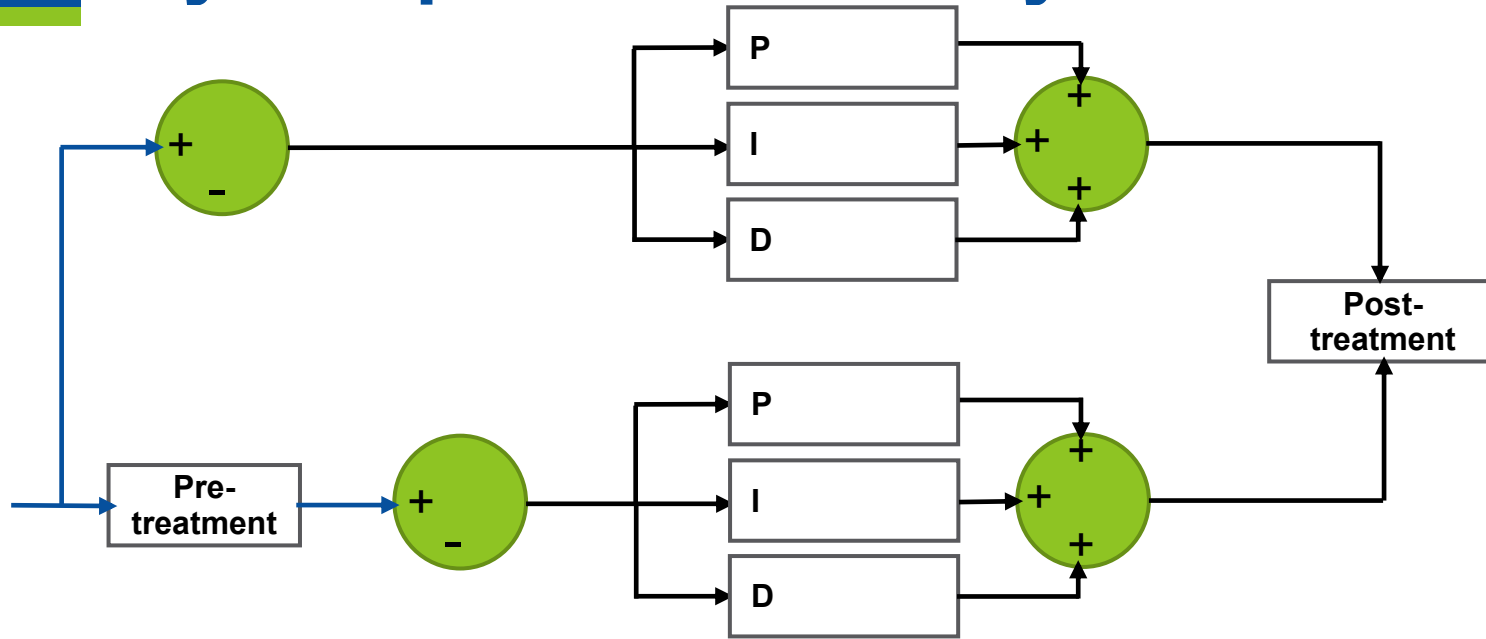 P
+
+
I
+
-
+
D
Post-
treatment
P
+
Pre-
treatment
+
I
+
-
+
D